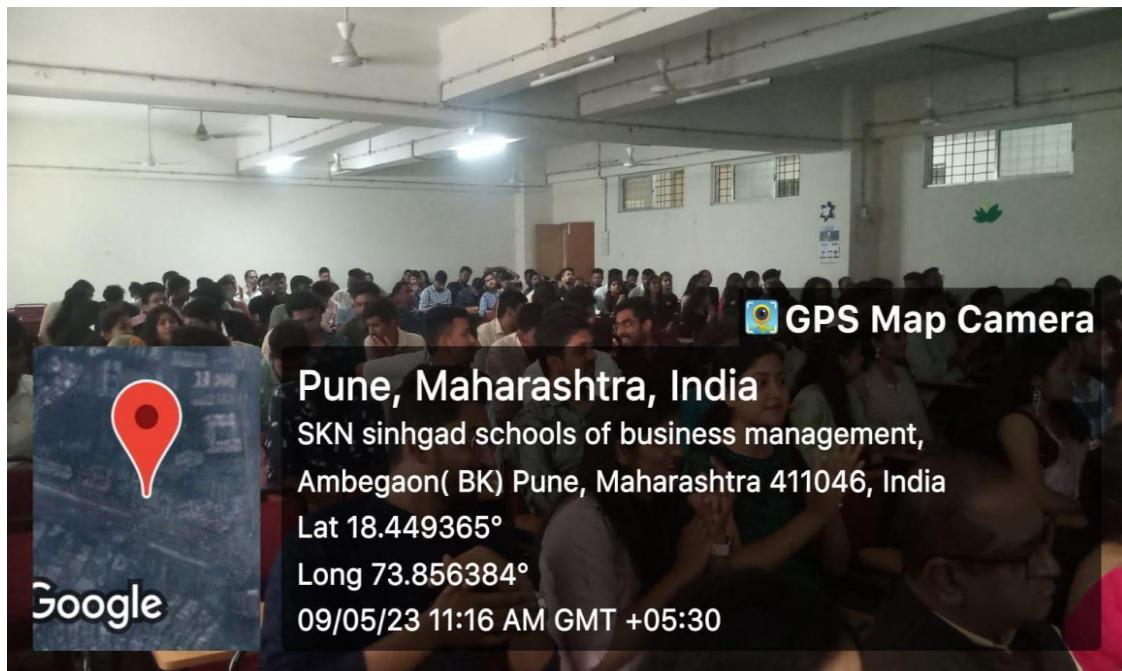 GPS Map Camera
Pune, Maharashtra, India
SKN sinhgad schools of business management,
Ambegaon( BK) Pune, Maharashtra 411046, India
Lat 18.449365°
Long 73.856384°
09/05/23 11:16 AM GMT +05:30
Google